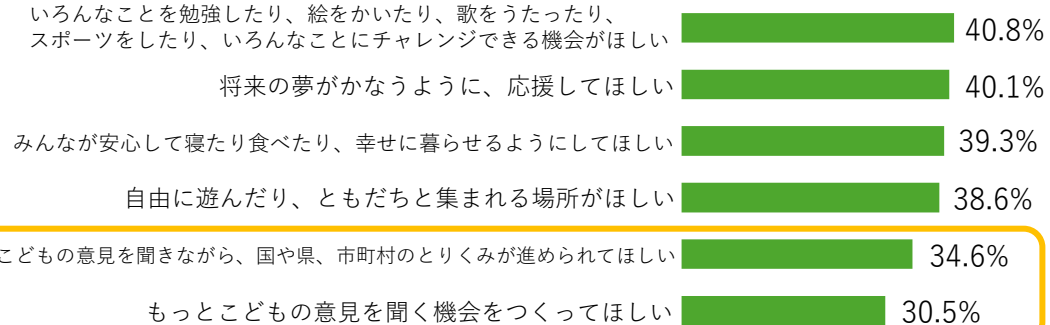 いろんなことを勉強したり、絵をかいたり、歌をうたったり、
スポーツをしたり、いろんなことにチャレンジできる機会がほしい
40.8%
将来の夢がかなうように、応援してほしい
40.1%
みんなが安心して寝たり食べたり、幸せに暮らせるようにしてほしい
39.3%
自由に遊んだり、ともだちと集まれる場所がほしい
38.6%
こどもの意見を聞きながら、国や県、市町村のとりくみが進められてほしい
34.6%
もっとこどもの意見を聞く機会をつくってほしい
30.5%